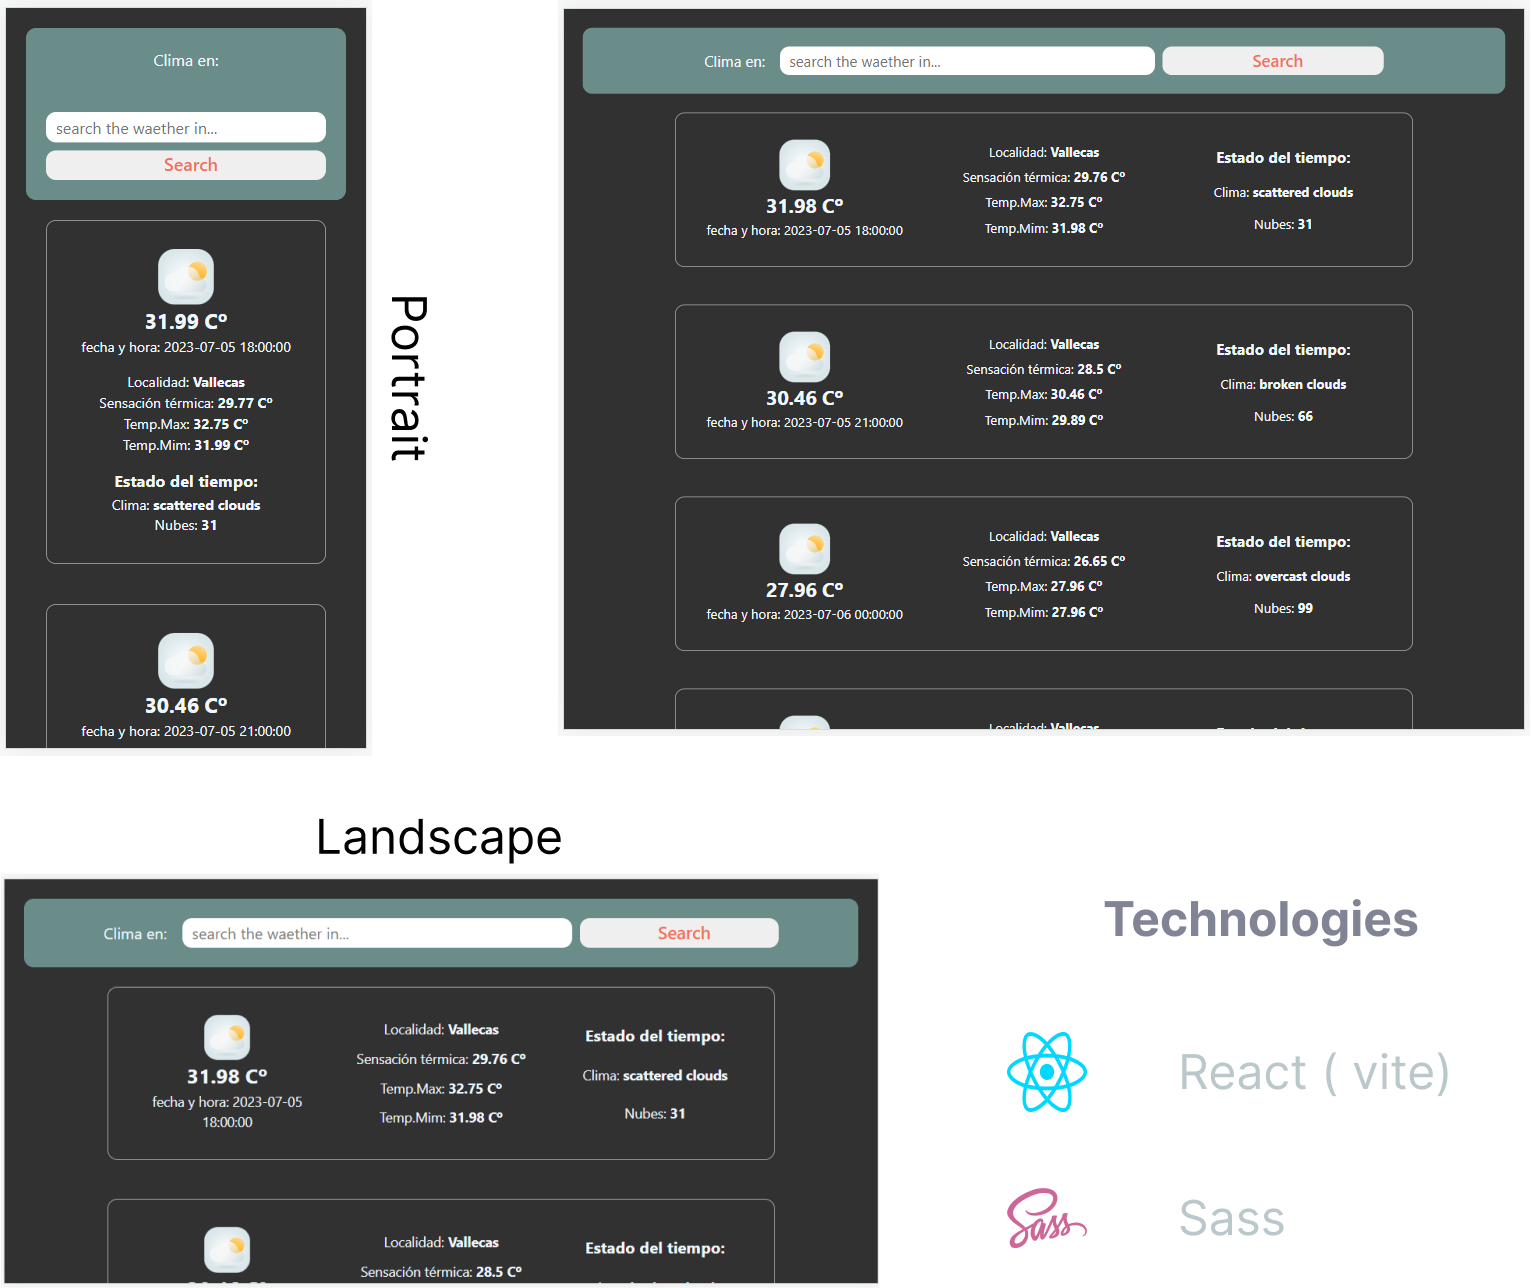 Clima en:
search the waether in...
Search
31.99 Cº
fecha y hora: 2023-07-05 18:00:00
Localidad: Vallecas
Sensación térmica: 29.77 Cº
Temp.Max: 32.75 Cº
Temp.Mim: 31.99 Cº
Estado del tiempo:
Clima: scattered clouds
Nubes: 31
30.46 Cº
fecha y hora: 2023-07-05 21:00:00
Portrait
Clima en:
search the waether in...
Search
31.98 Cº
fecha y hora: 2023-07-05 18:00:00
Localidad: Vallecas
Sensación térmica: 29.76 Cº
Temp.Max: 32.75 Cº
Temp.Mim: 31.98 Cº
Estado del tiempo:
Clima: scattered clouds
Nubes: 31
30.46 Cº
fecha y hora: 2023-07-05 21:00:00
Localidad: Vallecas
Sensación térmica: 28.5 Cº
Temp.Max: 30.46 Cº
Temp.Mim: 29.89 Cº
Estado del tiempo:
Clima: broken clouds
Nubes: 66
27.96 Cº
fecha y hora: 2023-07-06 00:00:00
Localidad: Vallecas
Sensación térmica: 26.65 Cº
Temp.Max: 27.96 Cº
Temp.Mim: 27.96 Cº
Estado del tiempo:
Clima: overcast clouds
Nubes: 99
Localidad: Vallecas
Landscape
Clima en:
search the waether in...
Search
31.98 Cº
fecha y hora: 2023-07-05
18:00:00
Localidad: Vallecas
Sensación térmica: 29.76 Cº
Temp.Max: 32.75 Cº
Temp.Mim: 31.98 Cº
Estado del tiempo:
Clima: scattered clouds
Nubes: 31
Localidad: Vallecas
Sensación térmica: 28.5 Cº
Estado del tiempo:
Technologies
React ( vite)
Sass
Sass